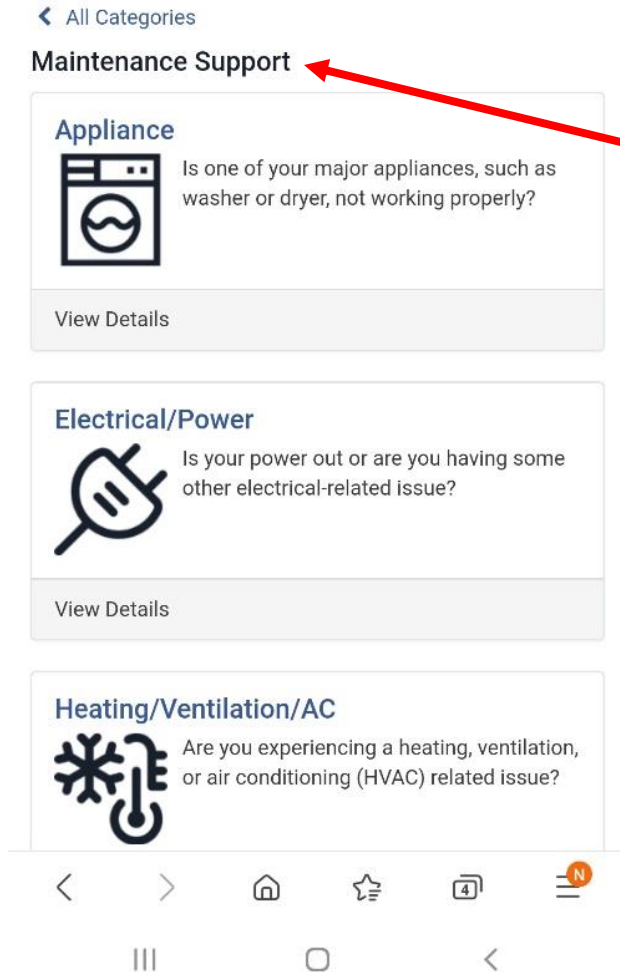 All Categories
Maintenance Support
Appliance
Is one of your major appliances, such as
washer or dryer, not working properly?
View Details
Electrical/Power
Is your power out or are you having some
other electrical-related issue?
View Details
Heating/Ventilation/AC
Are you experiencing a heating, ventilation,
or air conditioning (HVAC) related issue?
4
N